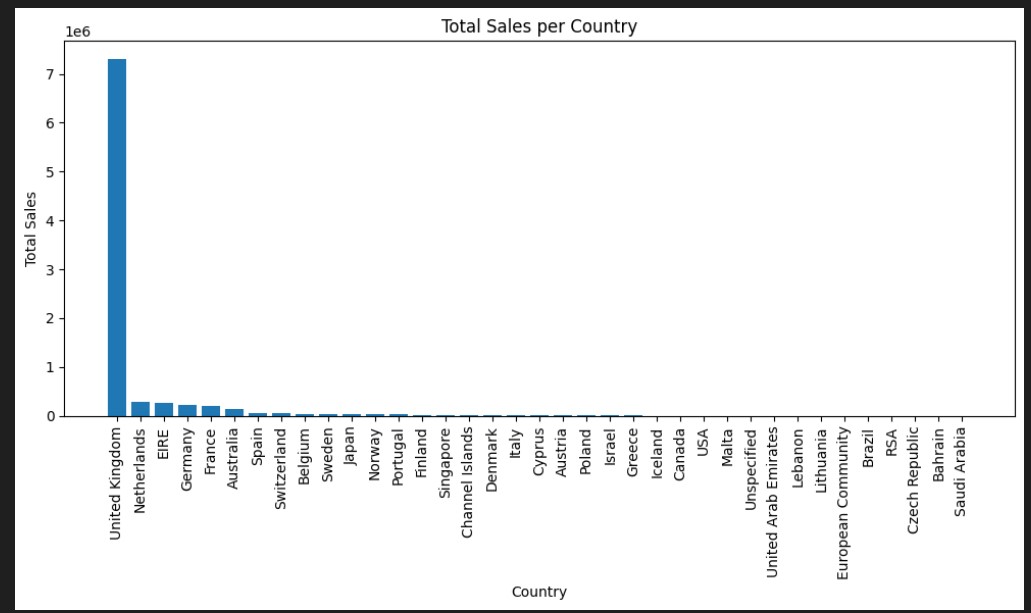 Total Sales per Country
1e6
7
6
5
4
3
2
1
0
Total Sales
United Kingdom
Netherlands
EIRE
Germany
France
Australia
Spain
Switzerland
Belgium
Sweden
Japan
Norway
Portugal
Finland
Singapore
Channel Islands
Denmark
Italy
Cyprus
Austria
Poland
Israel
Greece
Iceland
Canada
USA
Malta
Unspecified
United Arab Emirates
Lebanon
Lithuania
European Community
Brazil
RSA
Czech Republic
Bahrain
Saudi Arabia
Country